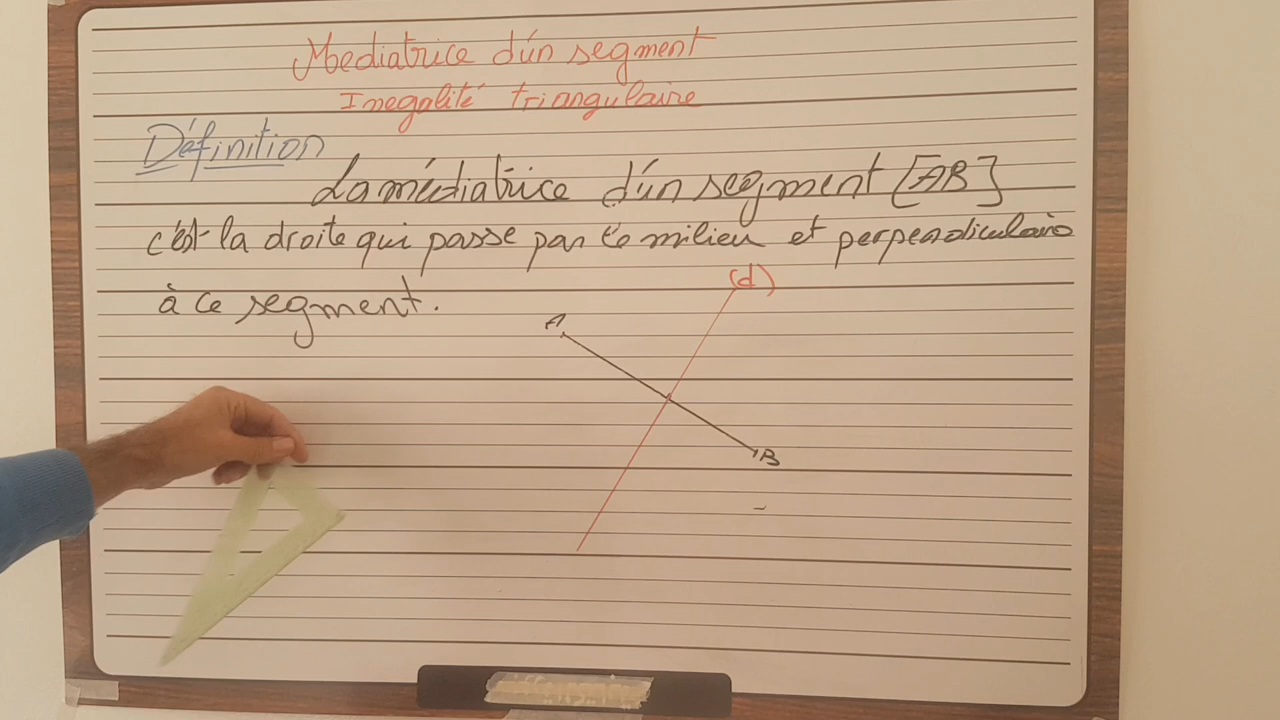 Mediatrice d'un segment
Inegalité triangulaire
Définition
La médiatrice d'un segment [AB]
c'est la droite qui passe par le milieu et perpendiculaire
à ce segment.
(d)
A
B